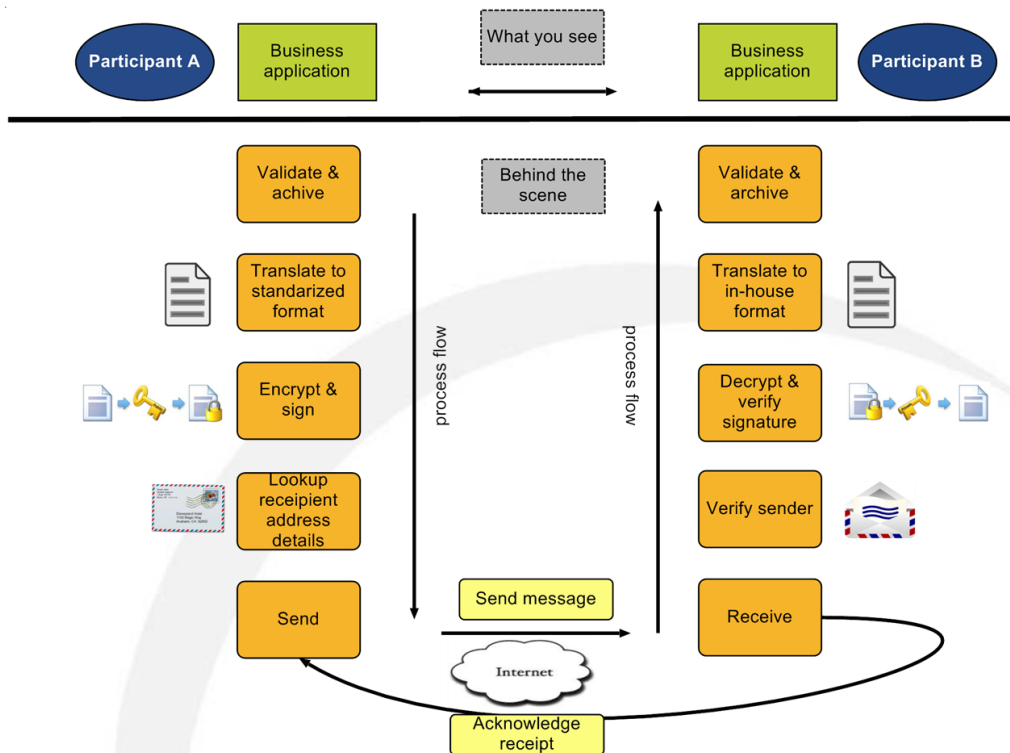 Participant A
Business
application
What you see
Business
application
Participant B
Validate &
achive
Behind the
scene
Validate &
archive
Translate to
standarized
format
Translate to
in-house
format
process flow
process flow
Encrypt &
sign
Decrypt &
verify
signature
Lookup
receipient
address
details
Verify sender
Send
Send message
Receive
Internet
Acknowledge
receipt